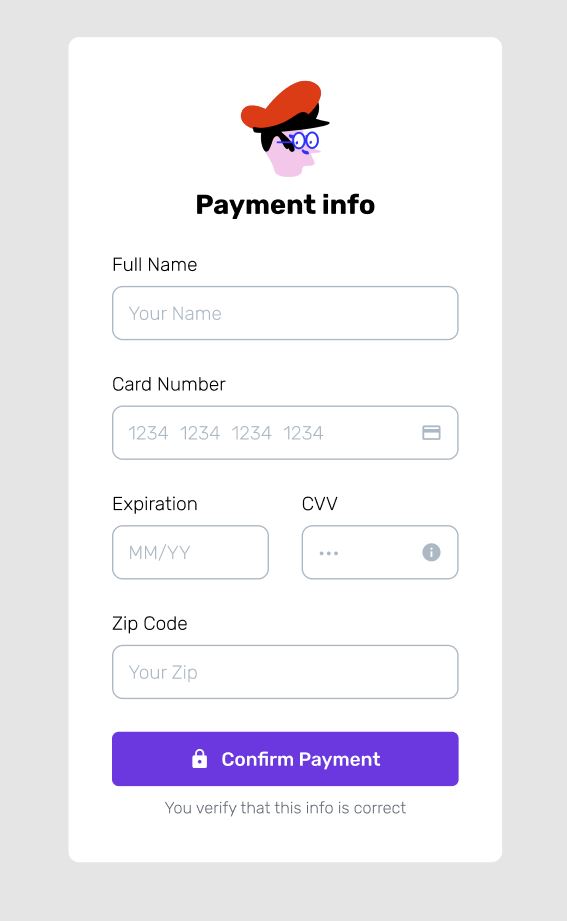 Payment info
Full Name
Your Name
Card Number
1234 1234 1234 1234
Expiration CVV
MM/YY •••
Zip Code
Your Zip
Confirm Payment
You verify that this info is correct